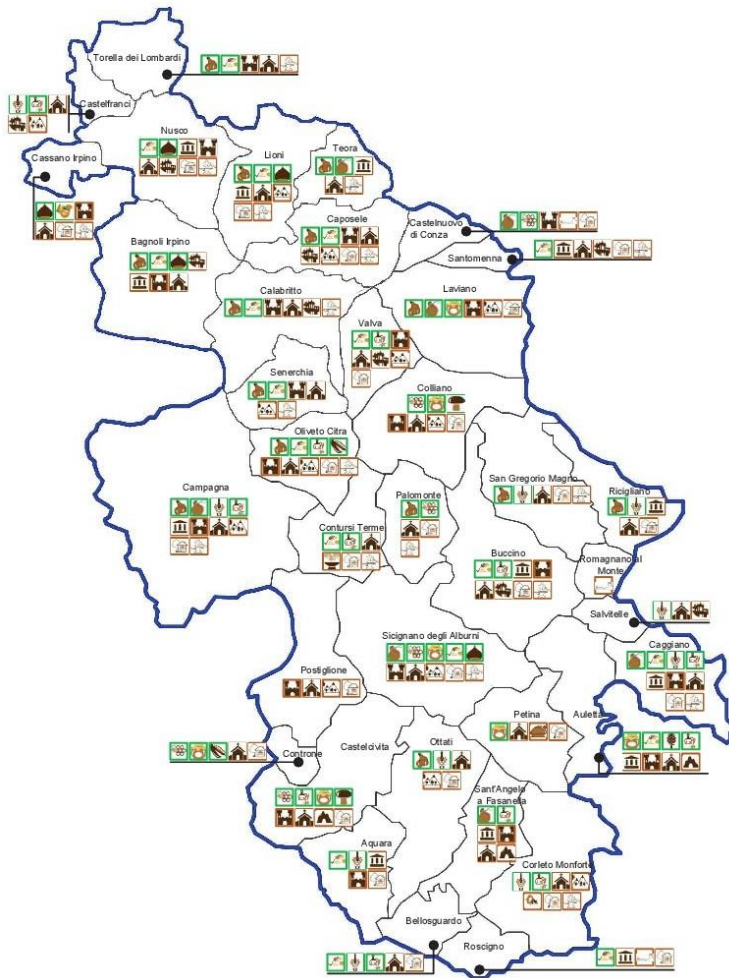 Torella dei Lombardi
Castelfranci
Nusco
Lioni
Teora
Cassano Irpino
Caposele
Castelnuovo
di Conza
Bagnoli Irpino
Santomenna
Calabritto
Laviano
Valva
Senerchia
Colliano
Oliveto Citra
Campagna
San Gregorio Magno
Ricigliano
Palomonte
Contursi Terme
Buccino
Romagnano al
Monte
Salvitelle
Sicignano degli Alburni
Caggiano
Postiglione
Petina
Auletta
Controne
Castelcivita
Ottati
Sant'Angelo
a Fasanella
Aquara
Corleto Monforte
Bellosguardo
Roscigno